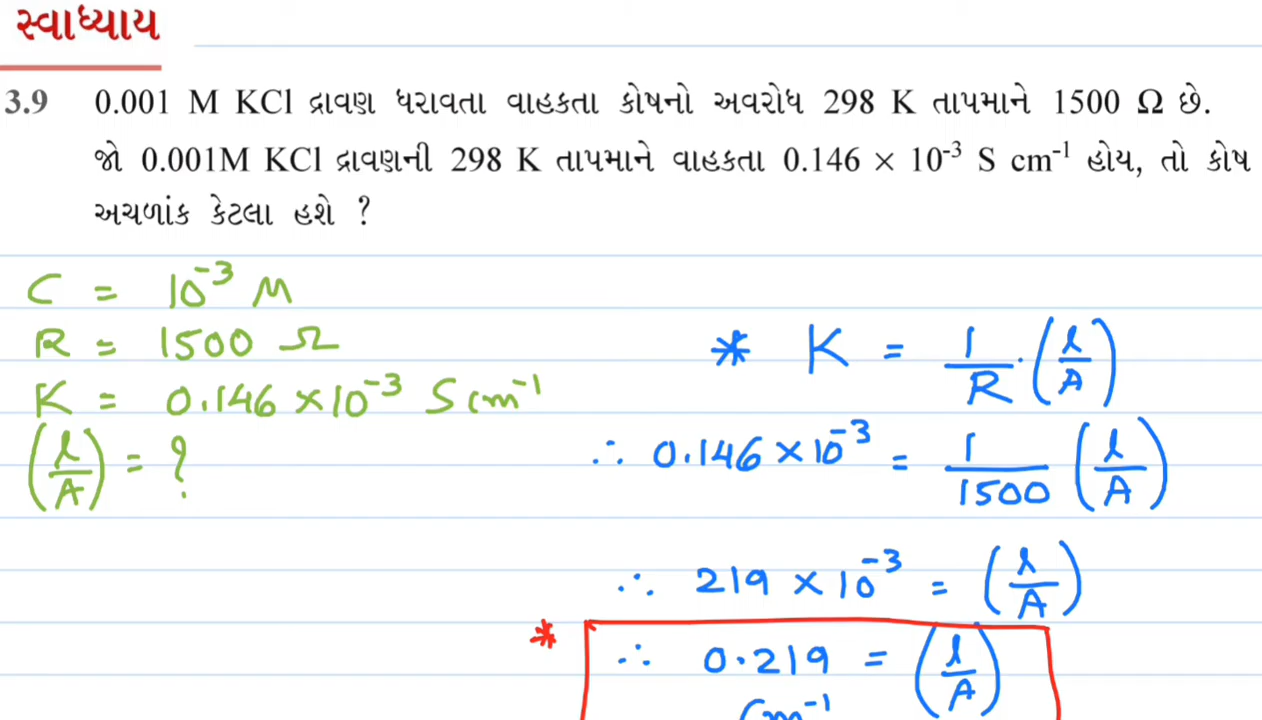 સ્વાધ્યાય
3.9 0.001 M KCl દ્રાવણ ધરાવતા વાહકતા કોષનો અવરોધ 298 K તાપમાને 1500 Ω છે.
જો 0.001M KCl દ્રાવણની 298 K તાપમાને વાહકતા 0.146 × 10⁻³ S cm⁻¹ હોય, તો કોષ
અચળાંક કેટલા હશે ?
C = 10⁻³ M
R = 1500 Ω
K = 0.146 × 10⁻³ S cm⁻¹
(l/A) = ?
* K = 1/R · (l/A)
∴ 0.146 × 10⁻³ = 1/1500 (l/A)
∴ 219 × 10⁻³ = (l/A)
* ∴ 0.219 = (l/A)
cm⁻¹